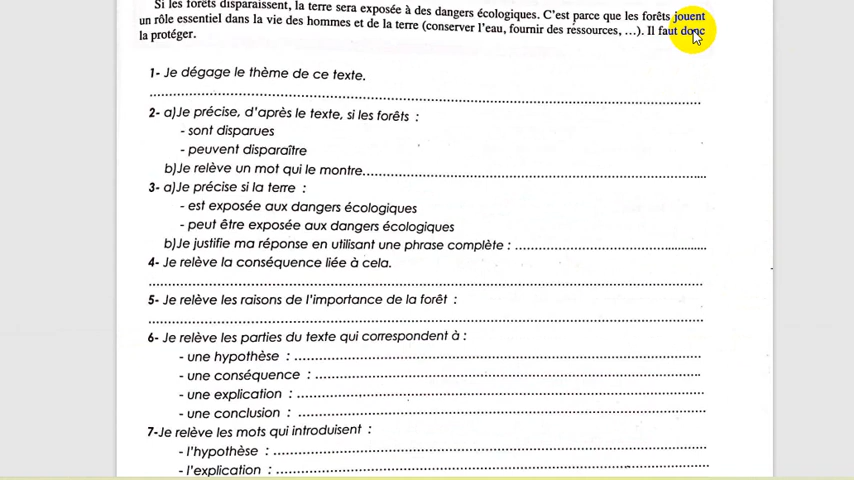 Si les forêts disparaissent, la terre sera exposée à des dangers écologiques. C'est parce que les forêts jouent
un rôle essentiel dans la vie des hommes et de la terre (conserver l'eau, fournir des ressources, ...). Il faut donc
la protéger.
1- Je dégage le thème de ce texte.
2- a)Je précise, d'après le texte, si les forêts :
- sont disparues
- peuvent disparaître
b)Je relève un mot qui le montre
3- a)Je précise si la terre :
- est exposée aux dangers écologiques
- peut être exposée aux dangers écologiques
b)Je justifie ma réponse en utilisant une phrase complète :
4- Je relève la conséquence liée à cela.
5- Je relève les raisons de l'importance de la forêt :
6- Je relève les parties du texte qui correspondent à :
- une hypothèse :
- une conséquence :
- une explication :
- une conclusion :
7-Je relève les mots qui introduisent :
- l'hypothèse :
- l'explication :